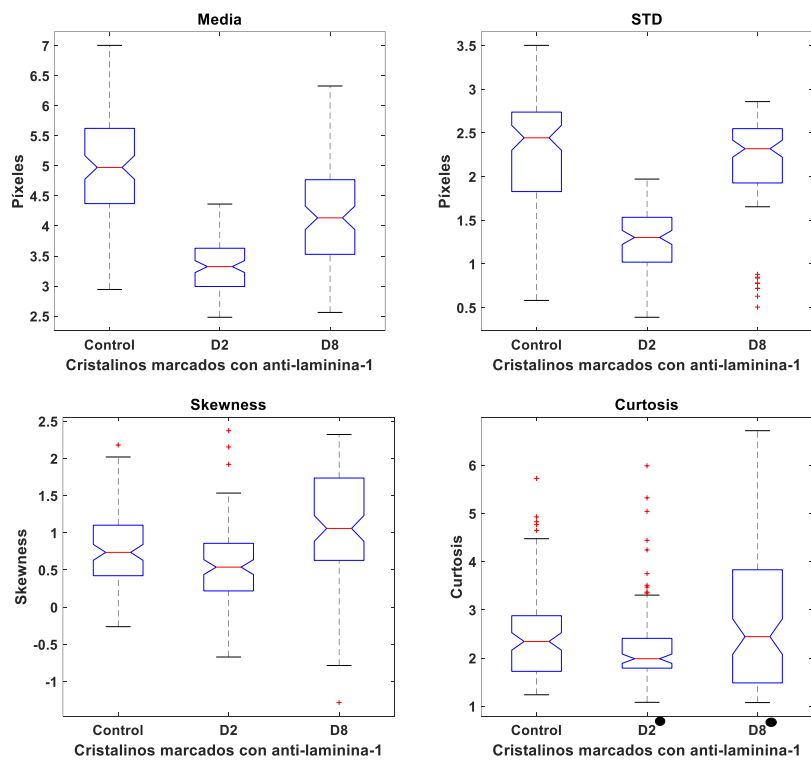 Media
7
6.5
6
5.5
5
4.5
4
3.5
3
2.5
Píxeles
Control D2 D8
Cristalinos marcados con anti-laminina-1
STD
3.5
3
2.5
2
1.5
1
0.5
Píxeles
Control D2 D8
Cristalinos marcados con anti-laminina-1
Skewness
2.5
2
1.5
1
0.5
0
-0.5
-1
Skewness
Control D2 D8
Cristalinos marcados con anti-laminina-1
Curtosis
6
5
4
3
2
1
Curtosis
Control D2 D8
Cristalinos marcados con anti-laminina-1